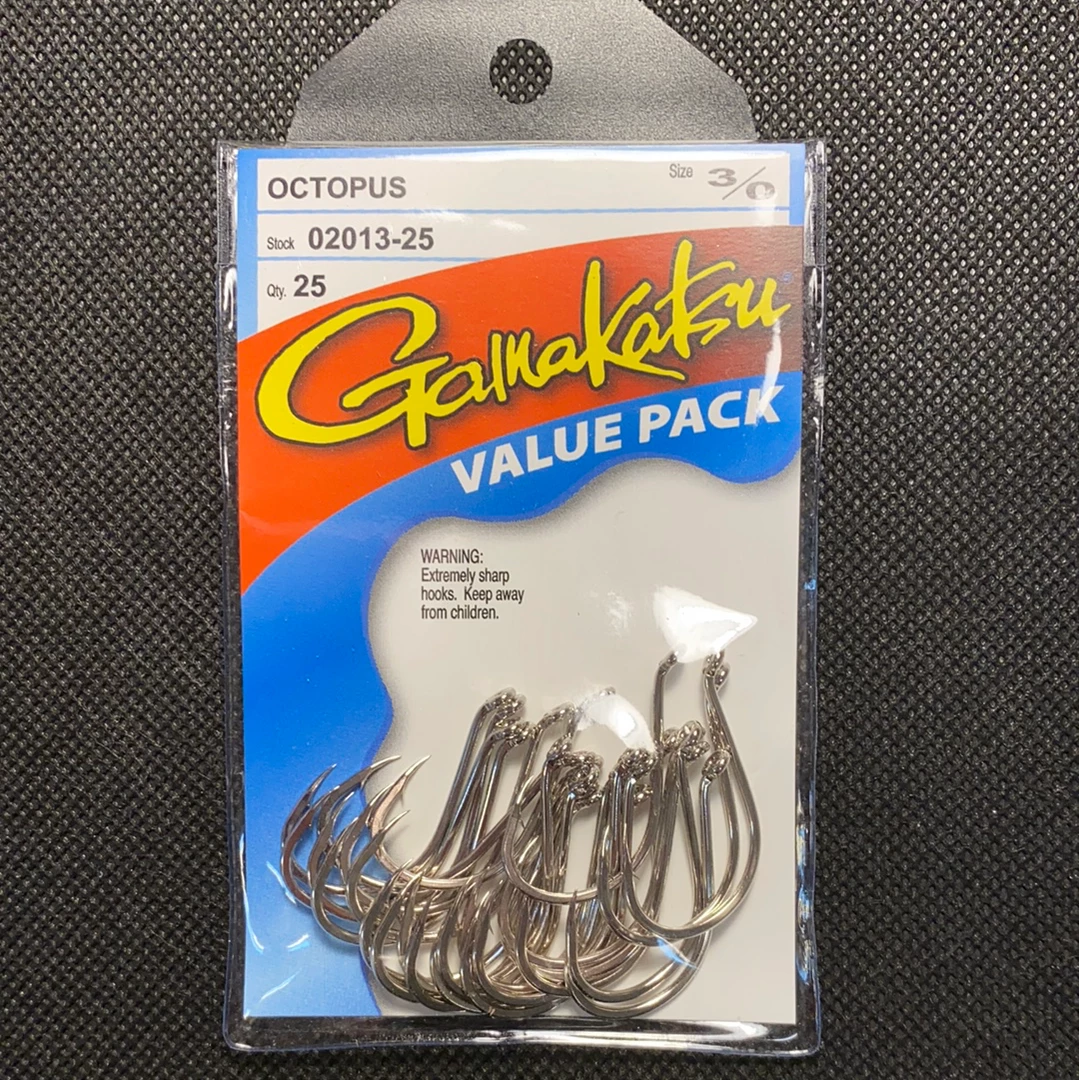 OCTOPUS
Size 3/0
Stock 02013-25
Qty. 25
Gamakatsu
VALUE PACK
WARNING:
Extremely sharp
hooks. Keep away
from children.